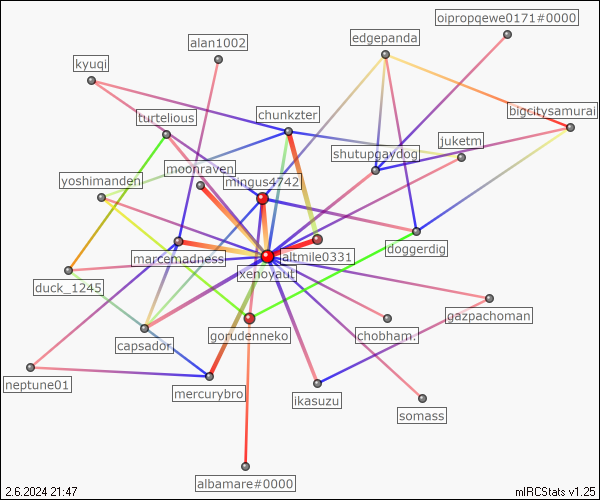 oipropqewe0171#0000
alan1002
edgepanda
kyuqi
bigcitysamurai
turtelious
chunkzter
juketm
shutupgaydog
moonraven
yoshimanden
mingus4742
doggerdig
altmile0331
marcemadness
xenoyaut
duck_1245
gazpachoman
gorudenneko
chobham.
capsador
neptune01
mercurybro
ikasuzu
somass
albamare#0000
2.6.2024 21:47
mIRCStats v1.25